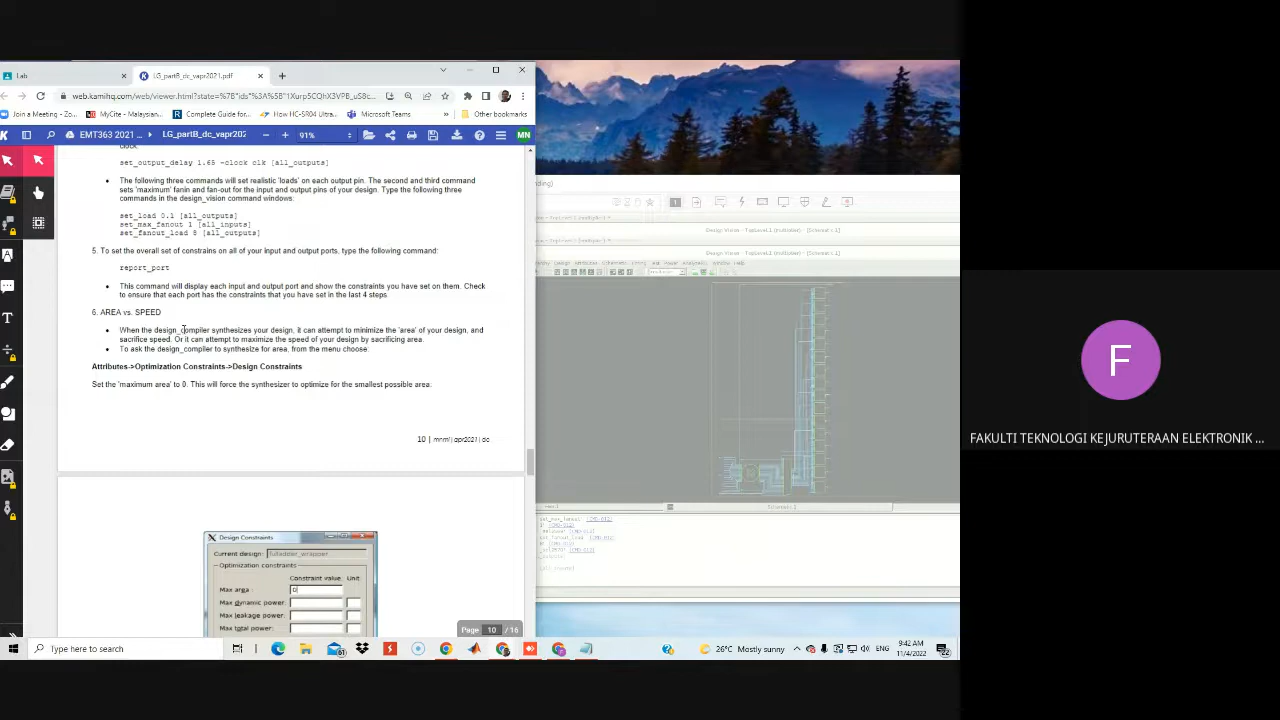 Lab
LG_partB_dc_vapr2021.pdf
web.kamihq.com/web/viewer.html?state=%7B"ids"%3A%5B"1Xurp5CQhX3VPB_uS8c...
Join a Meeting - Zo...
MyCite - Malaysian...
Complete Guide for...
How HC-SR04 Ultras...
Microsoft Teams
Other bookmarks
EMT363 2021 ...
LG_partB_dc_vapr202
91%
MN
clock.
set_output_delay 1.65 -clock clk [all_outputs]
• The following three commands will set realistic 'loads' on each output pin. The second and third command
sets 'maximum' fanin and fan-out for the input and output pins of your design. Type the following three
commands in the design_vision command windows:
set_load 0.1 [all_outputs]
set_max_fanout 1 [all_inputs]
set_fanout_load 8 [all_outputs]
5. To set the overall set of constrains on all of your input and output ports, type the following command:
report_port
• This command will display each input and output port and show the constraints you have set on them. Check
to ensure that each port has the constraints that you have set in the last 4 steps.
6. AREA vs. SPEED
• When the design_compiler synthesizes your design, it can attempt to minimize the 'area' of your design, and
sacrifice speed. Or it can attempt to maximize the speed of your design by sacrificing area.
• To ask the design_compiler to synthesize for area, from the menu choose:
Attributes->Optimization Constraints->Design Constraints
Set the 'maximum area' to 0. This will force the synthesizer to optimize for the smallest possible area:
10 | mnmi | apr2021 | dc
Design Constraints
Current design: fulladder_wrapper
Optimization constraints
Constraint value Unit
Max area : 0
Max dynamic power:
Max leakage power:
Max total power:
Page 10 / 16
Type here to search
26°C Mostly sunny
ENG
9:42 AM
11/4/2022
F
FAKULTI TEKNOLOGI KEJURUTERAAN ELEKTRONIK ...